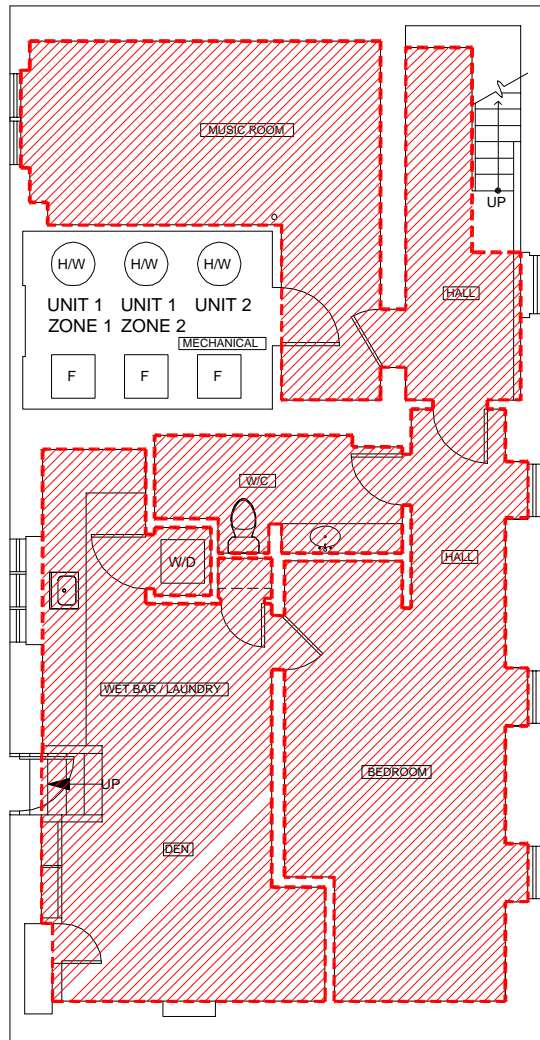 MUSIC ROOM
UP
H/W H/W H/W
UNIT 1 UNIT 1 UNIT 2
ZONE 1 ZONE 2
MECHANICAL
HALL
F F F
W/C
HALL
W/D
WET BAR / LAUNDRY
BEDROOM
UP
DEN